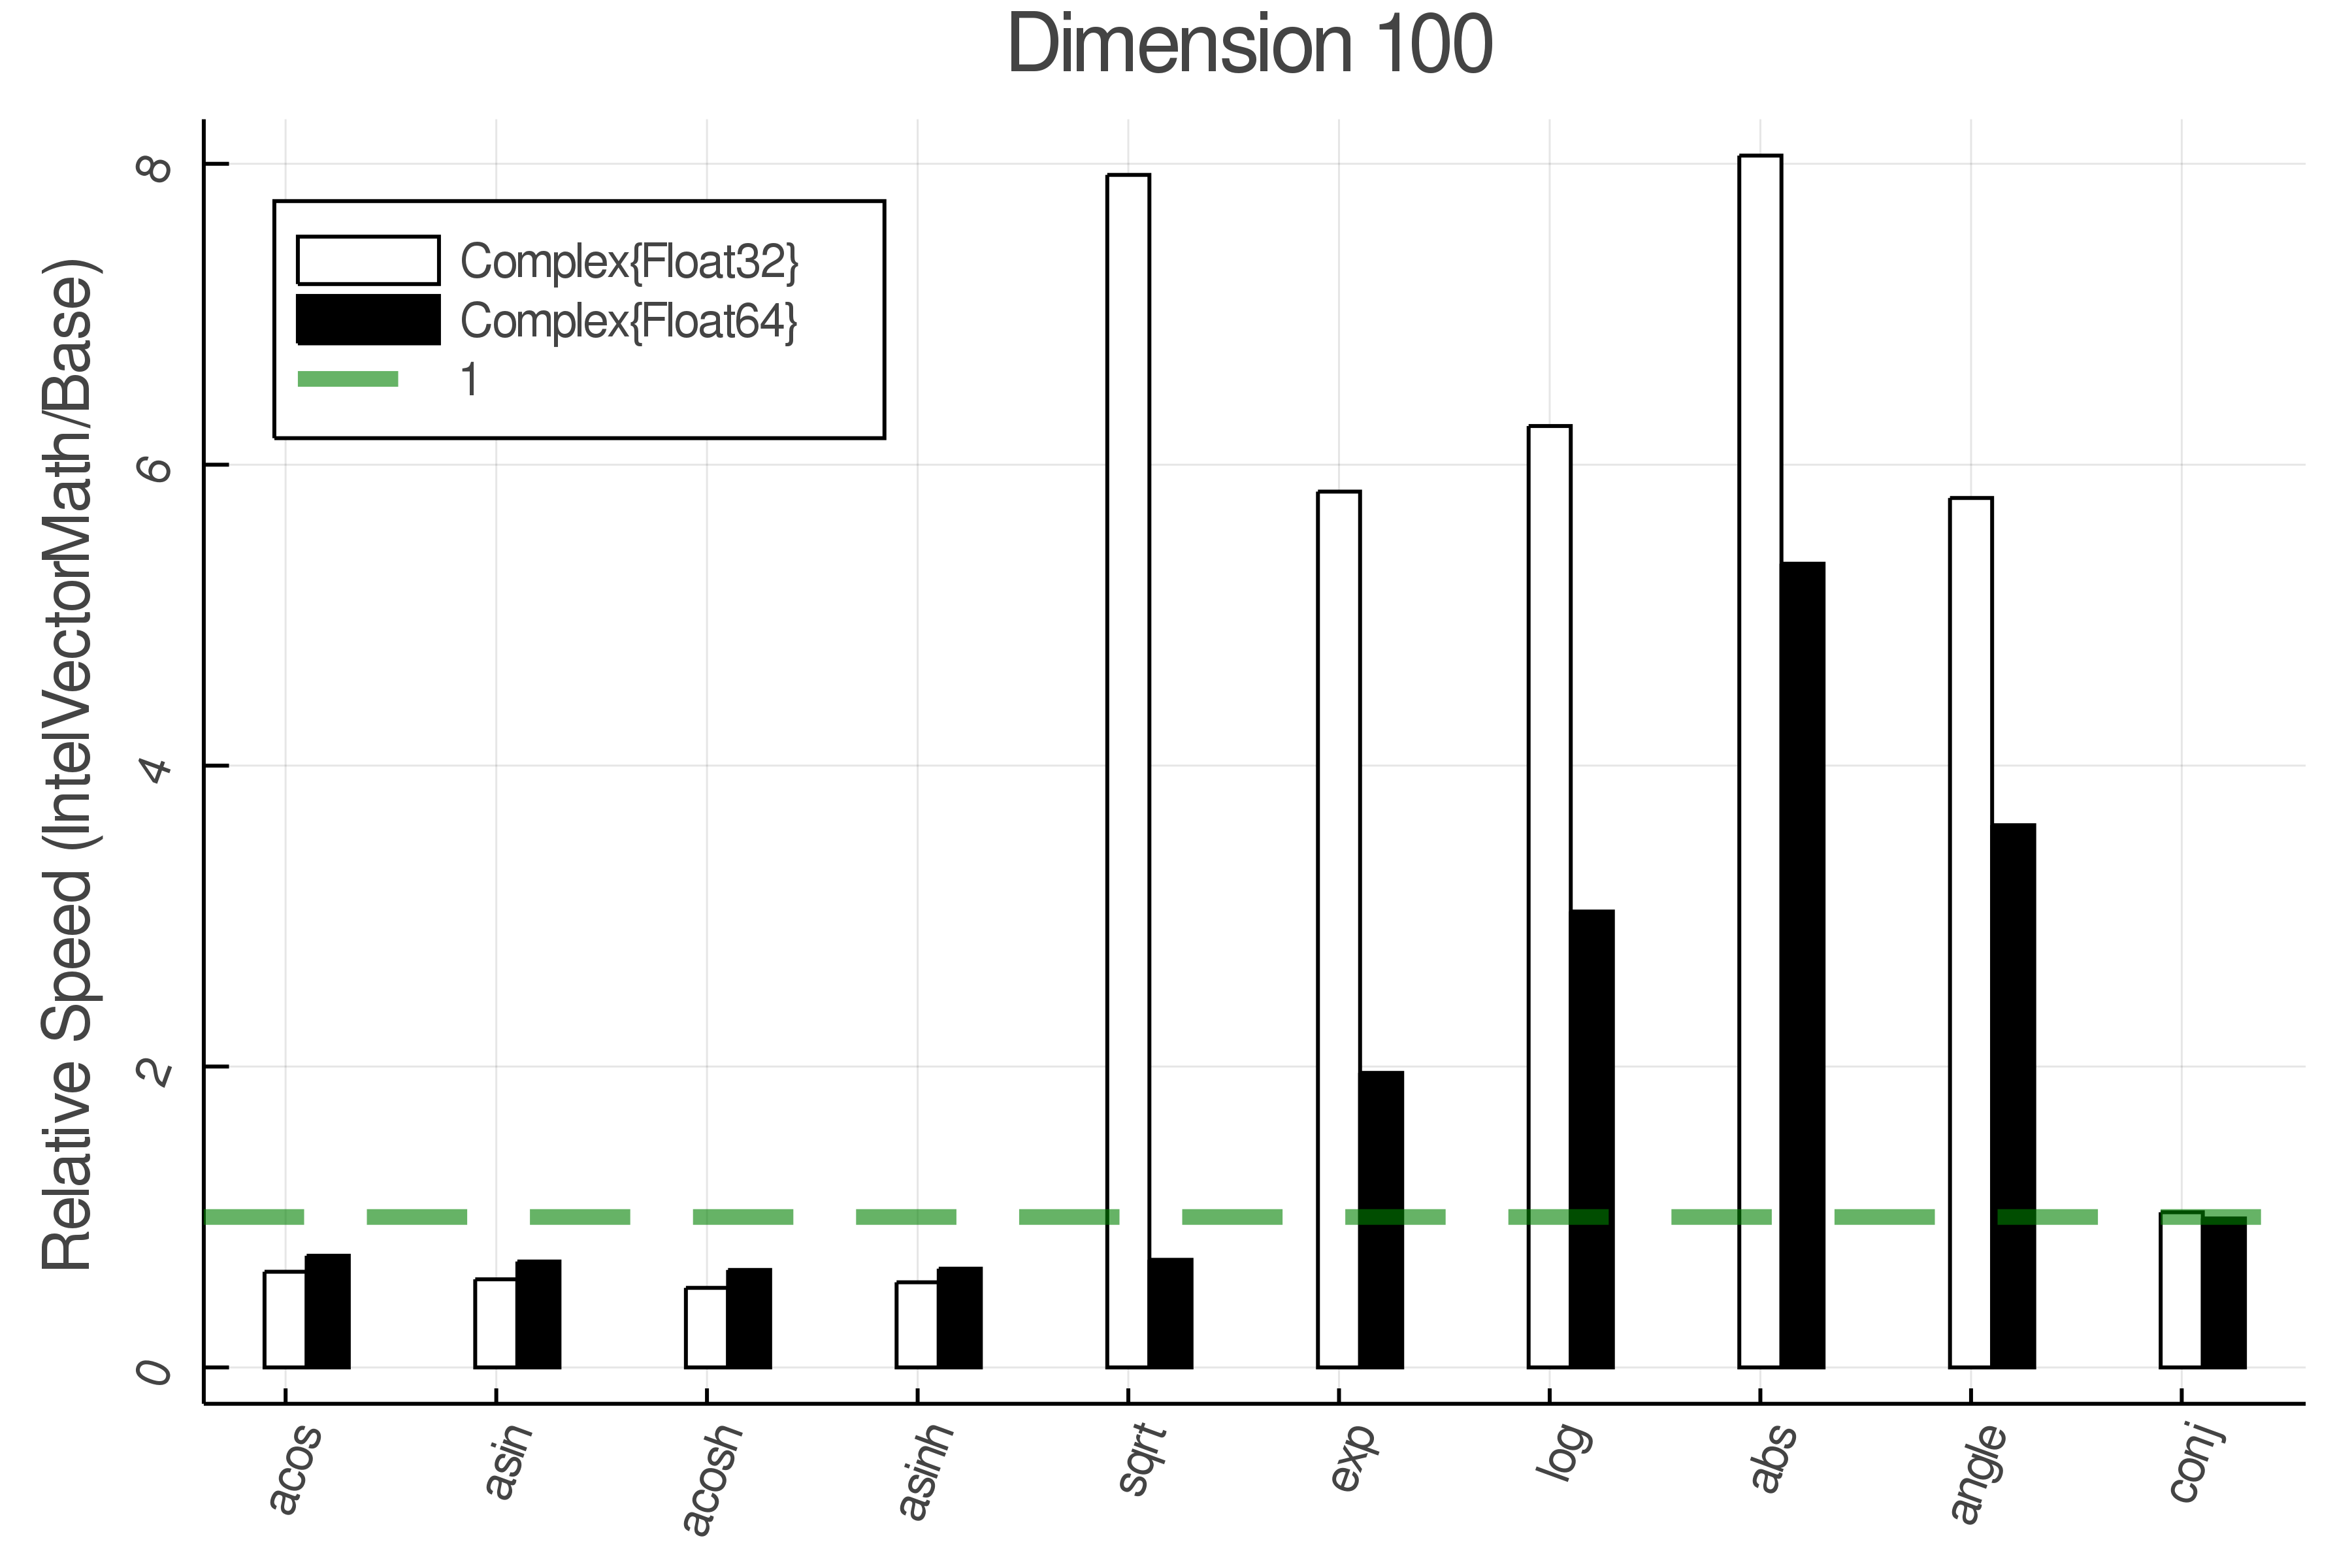 Dimension 100
Relative Speed (IntelVectorMath/Base)
8
6
4
2
0
Complex{Float32}
Complex{Float64}
1
acos
asin
acosh
asinh
sqrt
exp
log
abs
angle
conj